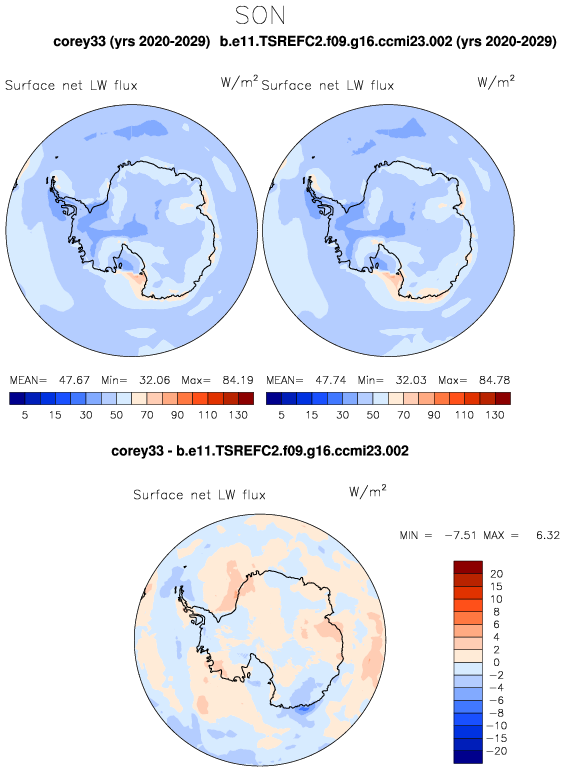 SON
corey33 (yrs 2020-2029) b.e11.TSREFC2.f09.g16.ccmi23.002 (yrs 2020-2029)
Surface net LW flux W/m² Surface net LW flux W/m²
MEAN= 47.67 Min= 32.06 Max= 84.19 MEAN= 47.74 Min= 32.03 Max= 84.78
5 15 30 50 70 90 110 130 5 15 30 50 70 90 110 130
corey33 - b.e11.TSREFC2.f09.g16.ccmi23.002
Surface net LW flux W/m²
MIN = -7.51 MAX = 6.32
20
15
10
8
6
4
2
0
-2
-4
-6
-8
-10
-15
-20